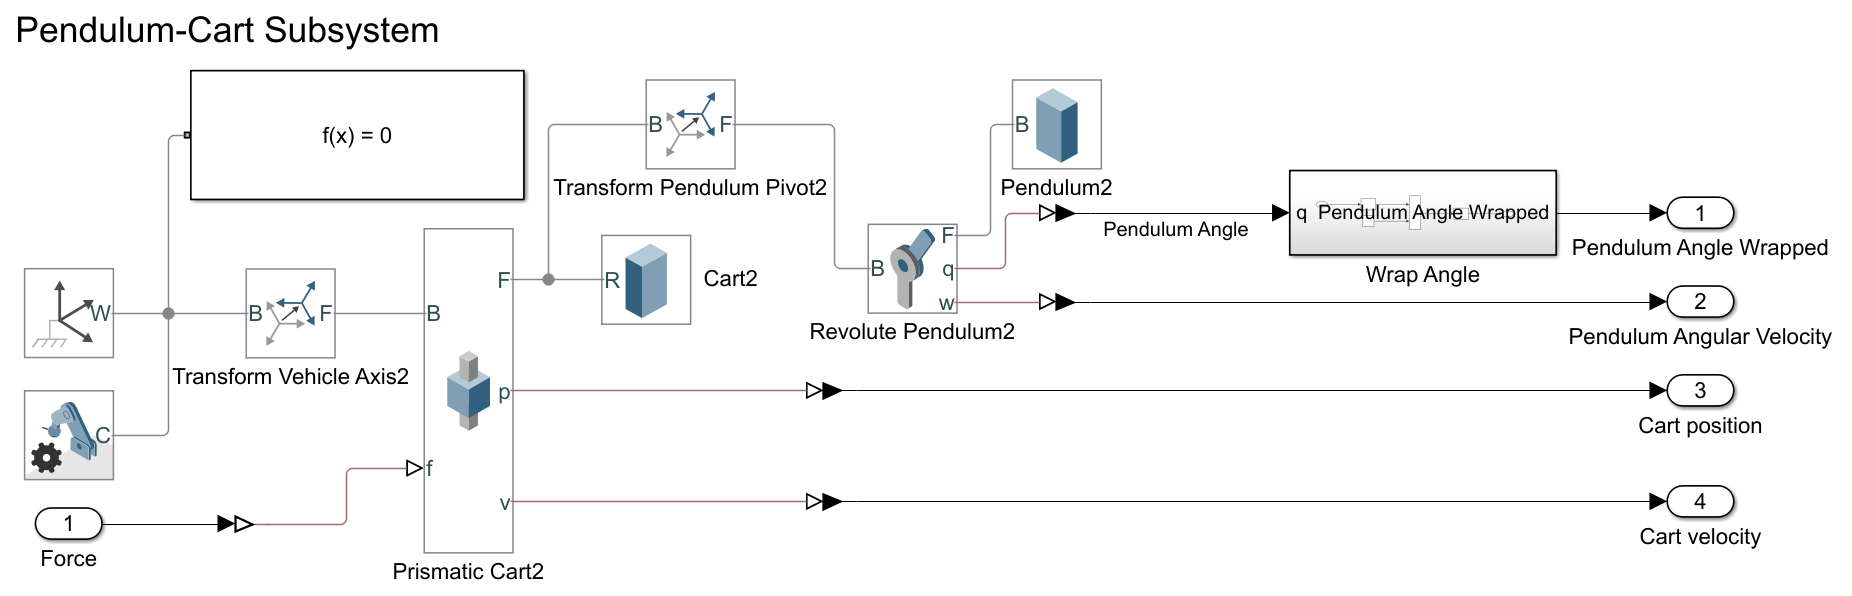 Pendulum-Cart Subsystem
f(x) = 0
B F
Transform Pendulum Pivot2
B
Pendulum2
W
B F
Transform Vehicle Axis2
C
1
Force
B
F
p
f
v
Prismatic Cart2
R
Cart2
B
F
q
w
Revolute Pendulum2
Pendulum Angle
q Pendulum Angle Wrapped
Wrap Angle
1
Pendulum Angle Wrapped
2
Pendulum Angular Velocity
3
Cart position
4
Cart velocity